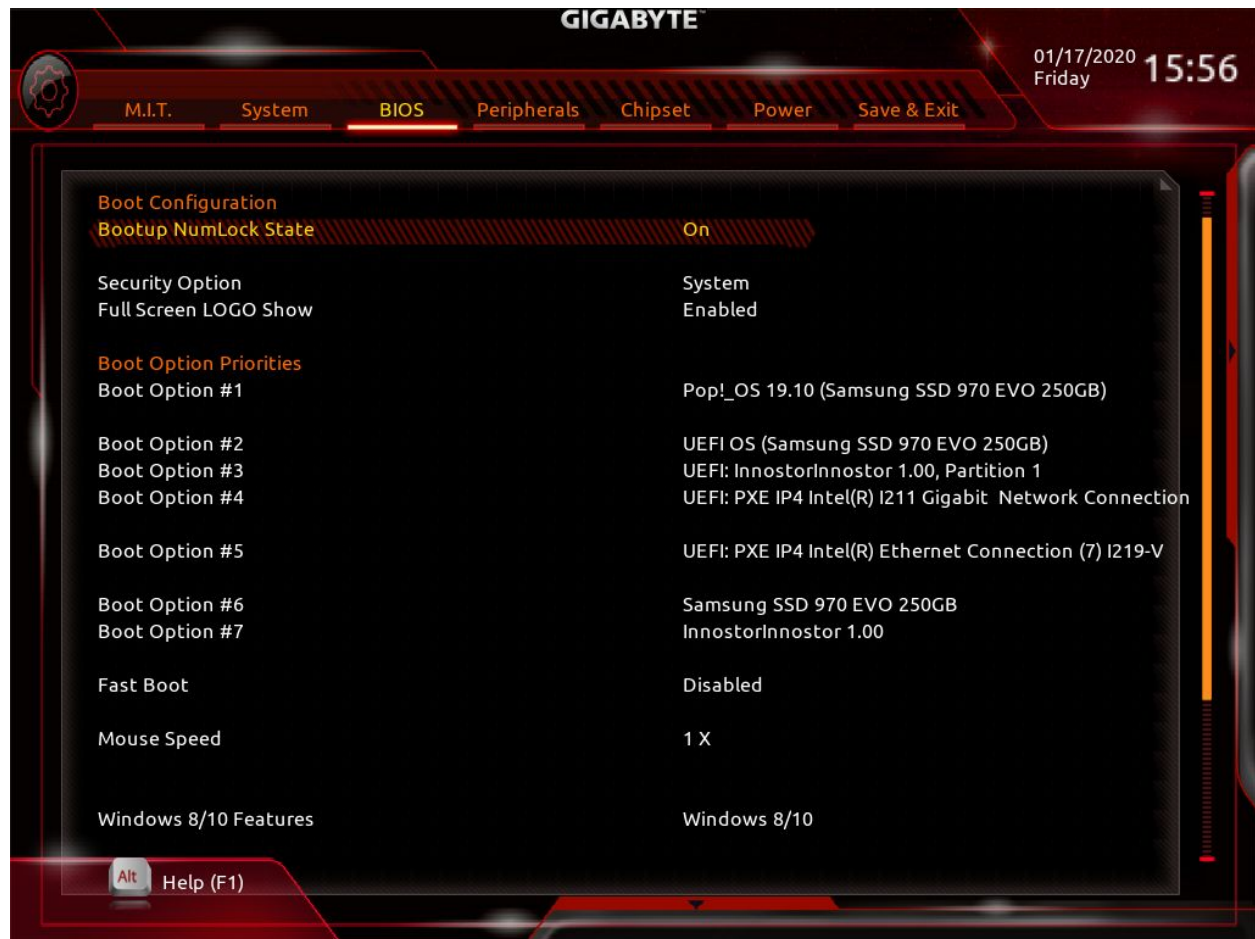 GIGABYTE
01/17/2020
Friday
15:56
M.I.T. System BIOS Peripherals Chipset Power Save & Exit
Boot Configuration
Bootup NumLock State On
Security Option System
Full Screen LOGO Show Enabled
Boot Option Priorities
Boot Option #1 Pop!_OS 19.10 (Samsung SSD 970 EVO 250GB)
Boot Option #2 UEFI OS (Samsung SSD 970 EVO 250GB)
Boot Option #3 UEFI: InnostorInnostor 1.00, Partition 1
Boot Option #4 UEFI: PXE IP4 Intel(R) I211 Gigabit  Network Connection
Boot Option #5 UEFI: PXE IP4 Intel(R) Ethernet Connection (7) I219-V
Boot Option #6 Samsung SSD 970 EVO 250GB
Boot Option #7 InnostorInnostor 1.00
Fast Boot Disabled
Mouse Speed 1 X
Windows 8/10 Features Windows 8/10
Alt Help (F1)